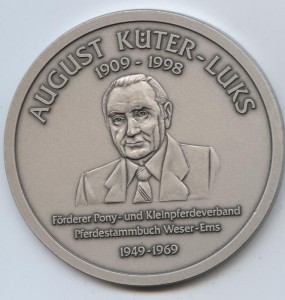 AUGUST KÜTER-LUKS
1909 - 1998
Förderer Pony- und Kleinpferdeverband
Pferdestammbuch Weser-Ems
1949-1969